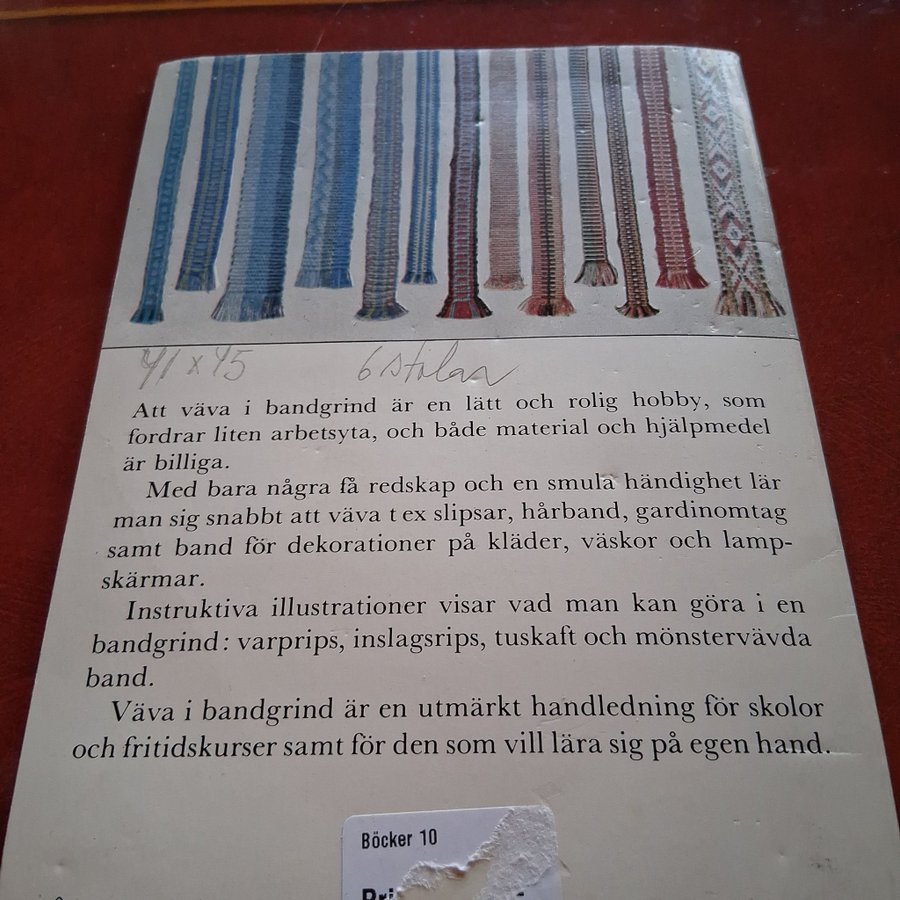 41 x 45 6 stolar
Att väva i bandgrind är en lätt och rolig hobby, som
fordrar liten arbetsyta, och både material och hjälpmedel
är billiga.
Med bara några få redskap och en smula händighet lär
man sig snabbt att väva t ex slipsar, hårband, gardinomtag
samt band för dekorationer på kläder, väskor och lamp-
skärmar.
Instruktiva illustrationer visar vad man kan göra i en
bandgrind: varprips, inslagsrips, tuskaft och mönstervävda
band.
Väva i bandgrind är en utmärkt handledning för skolor
och fritidskurser samt för den som vill lära sig på egen hand.
Böcker 10